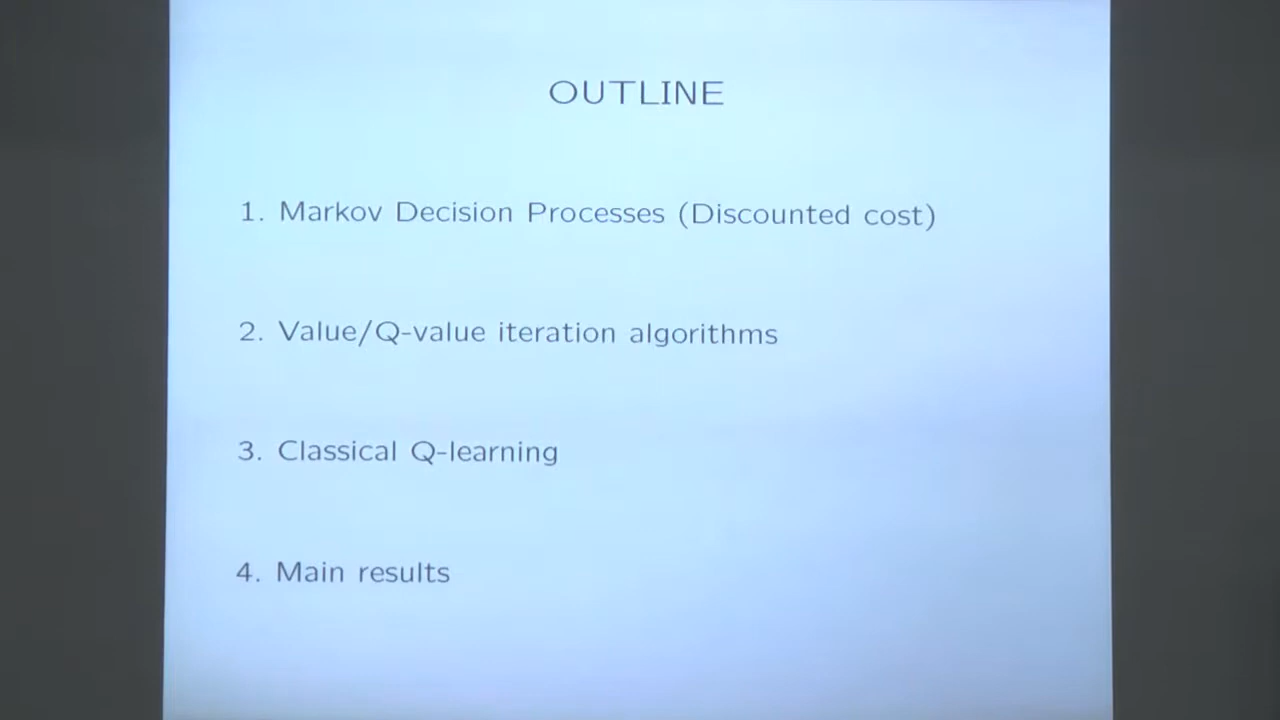 OUTLINE
1. Markov Decision Processes (Discounted cost)
2. Value/Q-value iteration algorithms
3. Classical Q-learning
4. Main results